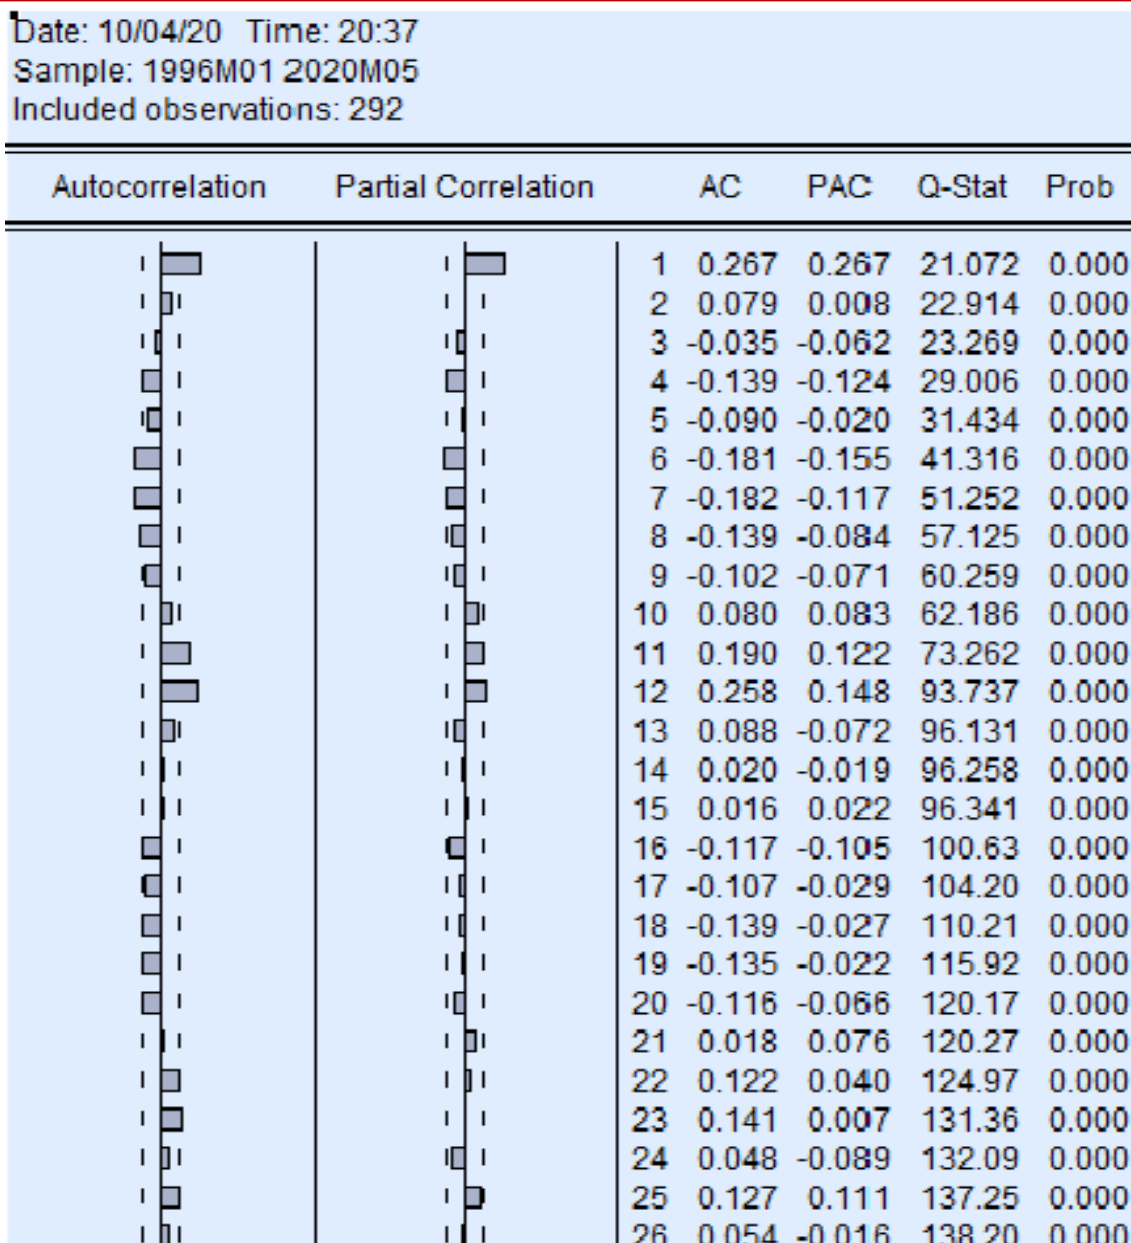 Date: 10/04/20 Time: 20:37
Sample: 1996M01 2020M05
Included observations: 292
Autocorrelation Partial Correlation AC PAC Q-Stat Prob
1 0.267 0.267 21.072 0.000
2 0.079 0.008 22.914 0.000
3 -0.035 -0.062 23.269 0.000
4 -0.139 -0.124 29.006 0.000
5 -0.090 -0.020 31.434 0.000
6 -0.181 -0.155 41.316 0.000
7 -0.182 -0.117 51.252 0.000
8 -0.139 -0.084 57.125 0.000
9 -0.102 -0.071 60.259 0.000
10 0.080 0.083 62.186 0.000
11 0.190 0.122 73.262 0.000
12 0.258 0.148 93.737 0.000
13 0.088 -0.072 96.131 0.000
14 0.020 -0.019 96.258 0.000
15 0.016 0.022 96.341 0.000
16 -0.117 -0.105 100.63 0.000
17 -0.107 -0.029 104.20 0.000
18 -0.139 -0.027 110.21 0.000
19 -0.135 -0.022 115.92 0.000
20 -0.116 -0.066 120.17 0.000
21 0.018 0.076 120.27 0.000
22 0.122 0.040 124.97 0.000
23 0.141 0.007 131.36 0.000
24 0.048 -0.089 132.09 0.000
25 0.127 0.111 137.25 0.000
26 0.054 -0.016 138.20 0.000